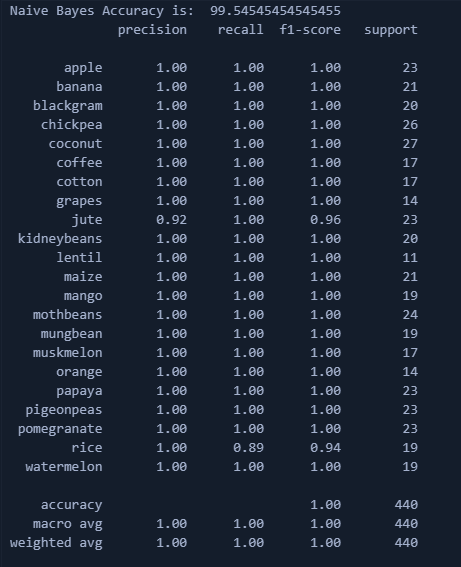 Naive Bayes Accuracy is:  99.54545454545455
              precision    recall  f1-score   support

       apple       1.00      1.00      1.00        23
      banana       1.00      1.00      1.00        21
   blackgram       1.00      1.00      1.00        20
    chickpea       1.00      1.00      1.00        26
     coconut       1.00      1.00      1.00        27
      coffee       1.00      1.00      1.00        17
      cotton       1.00      1.00      1.00        17
      grapes       1.00      1.00      1.00        14
        jute       0.92      1.00      0.96        23
 kidneybeans       1.00      1.00      1.00        20
      lentil       1.00      1.00      1.00        11
       maize       1.00      1.00      1.00        21
       mango       1.00      1.00      1.00        19
   mothbeans       1.00      1.00      1.00        24
    mungbean       1.00      1.00      1.00        19
   muskmelon       1.00      1.00      1.00        17
      orange       1.00      1.00      1.00        14
      papaya       1.00      1.00      1.00        23
  pigeonpeas       1.00      1.00      1.00        23
 pomegranate       1.00      1.00      1.00        23
        rice       1.00      0.89      0.94        19
  watermelon       1.00      1.00      1.00        19

    accuracy                           1.00       440
   macro avg       1.00      1.00      1.00       440
weighted avg       1.00      1.00      1.00       440